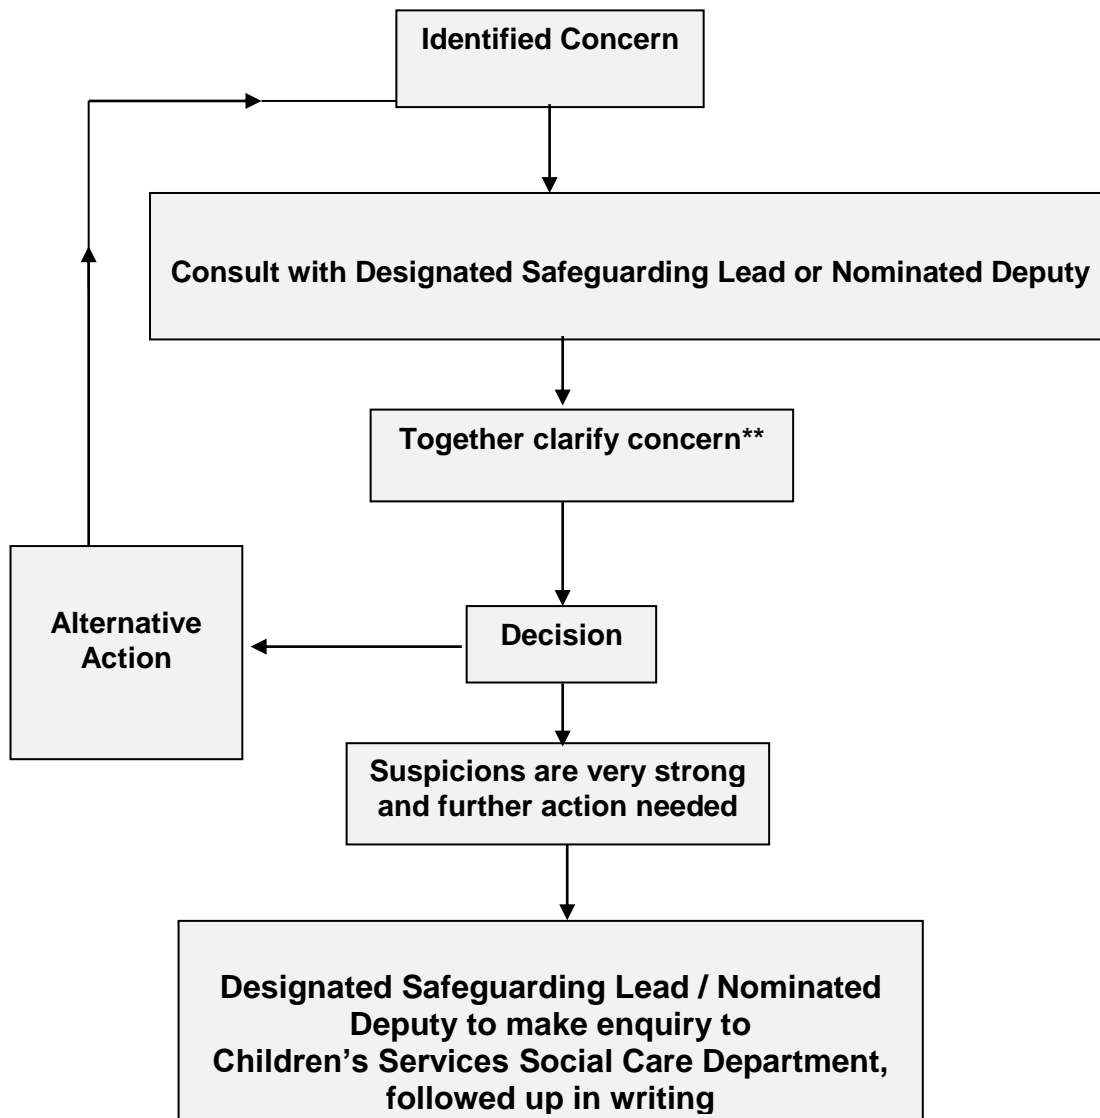 Identified Concern
Consult with Designated Safeguarding Lead or Nominated Deputy
Together clarify concern**
Alternative
Action
Decision
Suspicions are very strong
and further action needed
Designated Safeguarding Lead / Nominated
Deputy to make enquiry to
Children’s Services Social Care Department,
followed up in writing